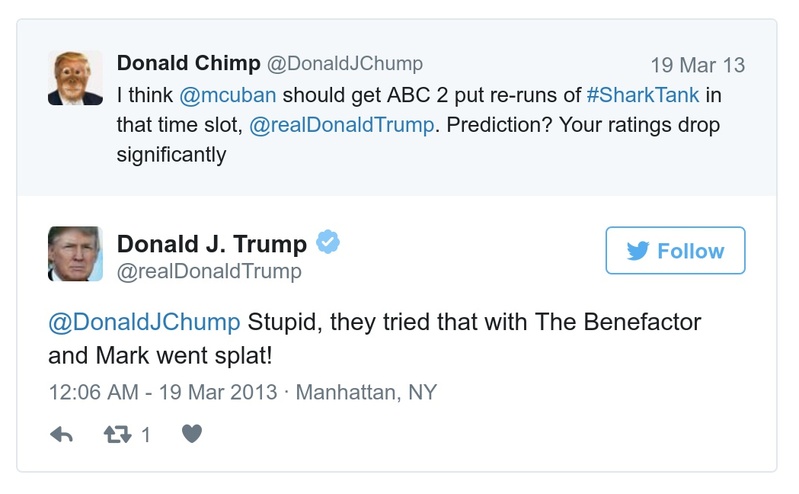 Donald Chimp @DonaldJChump 19 Mar 13
I think @mcuban should get ABC 2 put re-runs of #SharkTank in
that time slot, @realDonaldTrump. Prediction? Your ratings drop
significantly
Donald J. Trump
@realDonaldTrump
Follow
@DonaldJChump Stupid, they tried that with The Benefactor
and Mark went splat!
12:06 AM - 19 Mar 2013 · Manhattan, NY
1